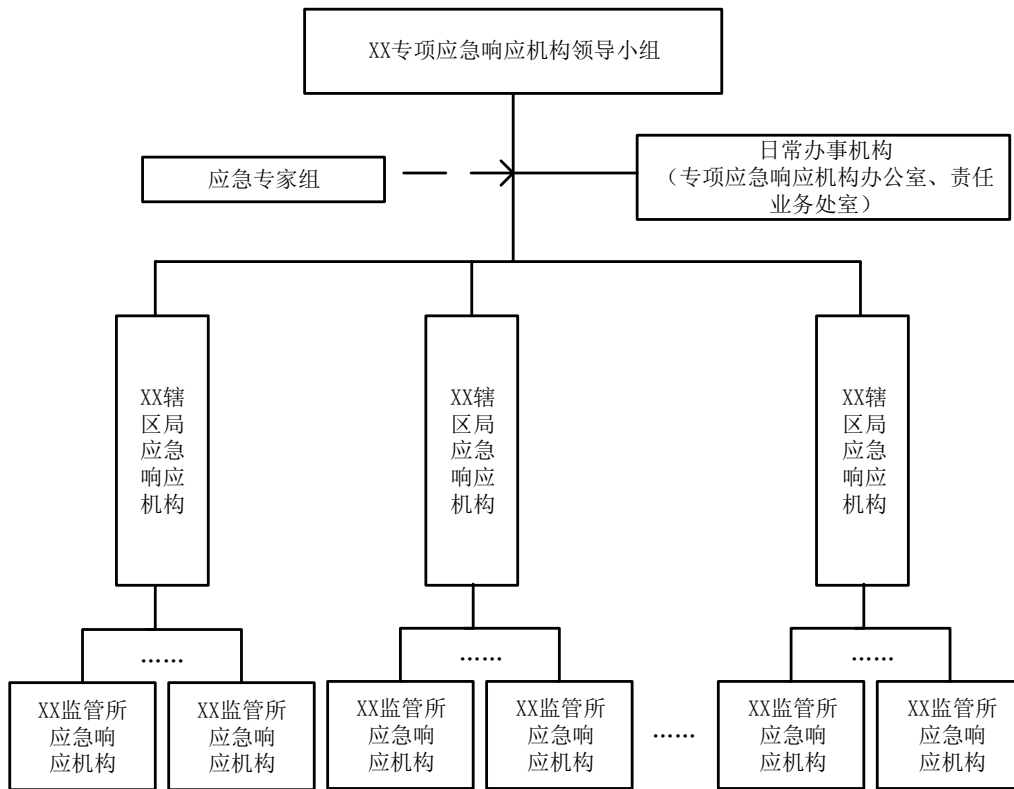 XX专项应急响应机构领导小组
应急专家组
日常办事机构
（专项应急响应机构办公室、责任
业务处室）
XX辖
区局
应急
响应
机构
XX辖
区局
应急
响应
机构
XX辖
区局
应急
响应
机构
……
……
……
XX监管所
应急响
应机构
XX监管所
应急响
应机构
XX监管所
应急响
应机构
XX监管所
应急响
应机构
……
XX监管所
应急响
应机构
XX监管所
应急响
应机构